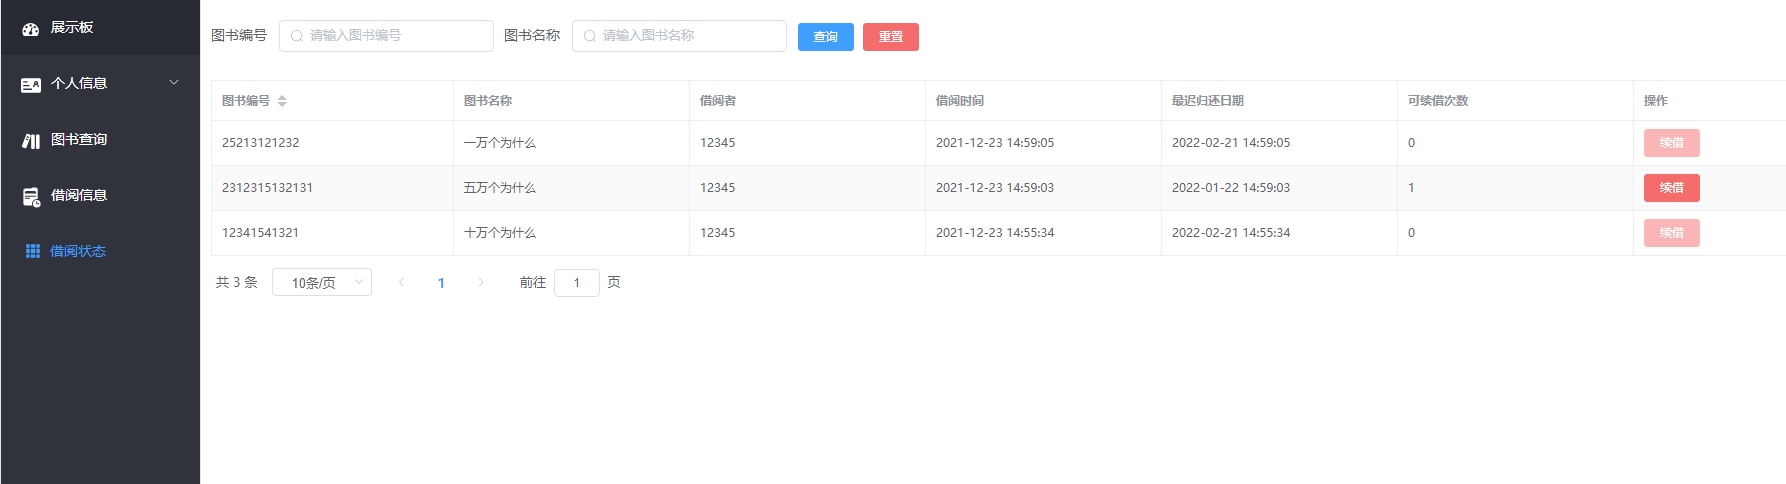 展示板
个人信息
图书查询
借阅信息
借阅状态
图书编号 请输入图书编号 图书名称 请输入图书名称 查询 重置
图书编号 图书名称 借阅者 借阅时间 最迟归还日期 可续借次数 操作
25213121232 一万个为什么 12345 2021-12-23 14:59:05 2022-02-21 14:59:05 0 续借
2312315132131 五万个为什么 12345 2021-12-23 14:59:03 2022-01-22 14:59:03 1 续借
12341541321 十万个为什么 12345 2021-12-23 14:55:34 2022-02-21 14:55:34 0 续借
共 3 条 10条/页 1 前往 1 页